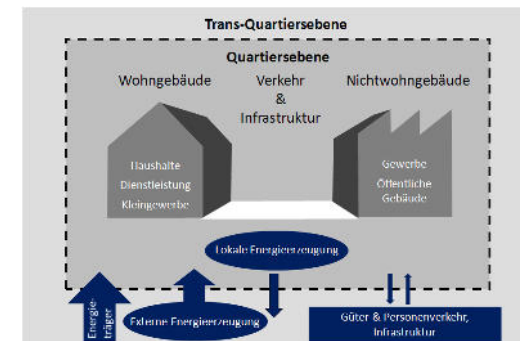 Trans-Quartiersebene
Quartiersebene
Wohngebäude
Verkehr
&
Infrastruktur
Nichtwohngebäude
Haushalte
Dienstleistung
Kleingewerbe
Gewerbe
Öffentliche
Gebäude
Lokale Energieerzeugung
Energie-
träger
Externe Energieerzeugung
Güter & Personenverkehr,
Infrastruktur